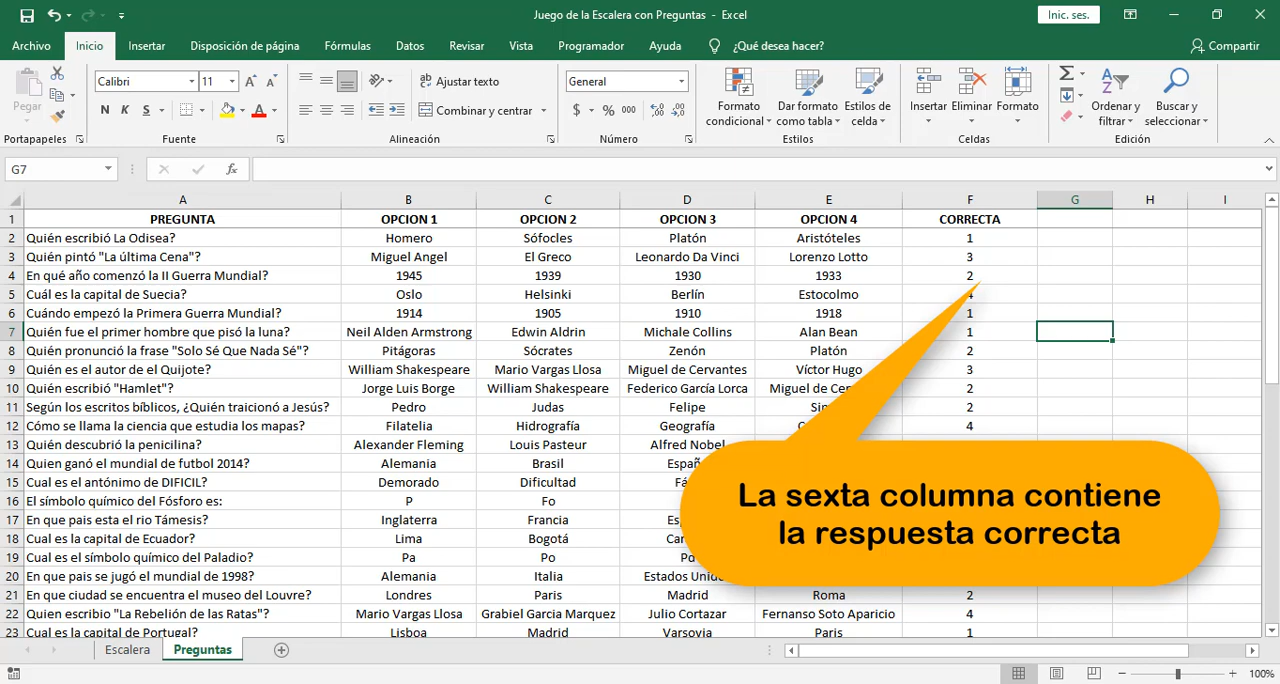 Juego de la Escalera con Preguntas - Excel
Inic. ses.
Archivo Inicio Insertar Disposición de página Fórmulas Datos Revisar Vista Programador Ayuda ¿Qué desea hacer? Compartir
Pegar
Portapapeles
Calibri 11
N K S
Fuente
Ajustar texto
Combinar y centrar
Alineación
General
$ % 000
Número
Formato condicional
Dar formato como tabla
Estilos de celda
Estilos
Insertar Eliminar Formato
Celdas
Ordenar y filtrar
Buscar y seleccionar
Edición
G7
fx
A B C D E F G H I
1 PREGUNTA OPCION 1 OPCION 2 OPCION 3 OPCION 4 CORRECTA
2 Quién escribió La Odisea? Homero Sófocles Platón Aristóteles 1
3 Quién pintó "La última Cena"? Miguel Angel El Greco Leonardo Da Vinci Lorenzo Lotto 3
4 En qué año comenzó la II Guerra Mundial? 1945 1939 1930 1933 2
5 Cuál es la capital de Suecia? Oslo Helsinki Berlín Estocolmo 4
6 Cuándo empezó la Primera Guerra Mundial? 1914 1905 1910 1918 1
7 Quién fue el primer hombre que pisó la luna? Neil Alden Armstrong Edwin Aldrin Michale Collins Alan Bean 1
8 Quién pronunció la frase "Solo Sé Que Nada Sé"? Pitágoras Sócrates Zenón Platón 2
9 Quién es el autor de el Quijote? William Shakespeare Mario Vargas Llosa Miguel de Cervantes Víctor Hugo 3
10 Quién escribió "Hamlet"? Jorge Luis Borge William Shakespeare Federico García Lorca Miguel de 2
11 Según los escritos bíblicos, ¿Quién traicionó a Jesús? Pedro Judas Felipe 2
12 Cómo se llama la ciencia que estudia los mapas? Filatelia Hidrografía Geografía 4
13 Quién descubrió la penicilina? Alexander Fleming Louis Pasteur Alfred Nobel
14 Quien ganó el mundial de futbol 2014? Alemania Brasil
15 Cual es el antónimo de DIFICIL? Demorado Dificultad
16 El símbolo químico del Fósforo es: P Fo
17 En que pais esta el rio Támesis? Inglaterra Francia
18 Cual es la capital de Ecuador? Lima Bogotá
19 Cual es el símbolo químico del Paladio? Pa Po Pd
20 En que pais se jugó el mundial de 1998? Alemania Italia Estados
21 En que ciudad se encuentra el museo del Louvre? Londres Paris Madrid Roma 2
22 Quien escribio "La Rebelión de las Ratas"? Mario Vargas Llosa Grabiel Garcia Marquez Julio Cortazar Fernanso Soto Aparicio 4
23 Cual es la capital de Portugal? Lisboa Madrid Varsovia Paris 1
La sexta columna contiene
la respuesta correcta
Escalera Preguntas
100%